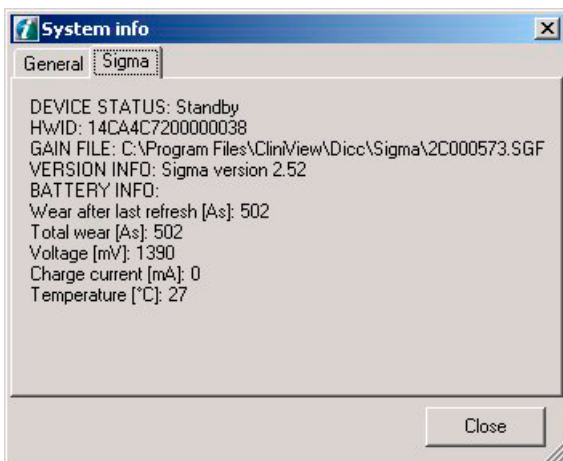 System info
General
Sigma
DEVICE STATUS: Standby
HWID: 14CA4C7200000038
GAIN FILE: C:\Program Files\CliniView\Dicc\Sigma\2C000573.SGF
VERSION INFO: Sigma version 2.52
BATTERY INFO:
Wear after last refresh [As]: 502
Total wear [As]: 502
Voltage [mV]: 1390
Charge current [mA]: 0
Temperature [°C]: 27
Close